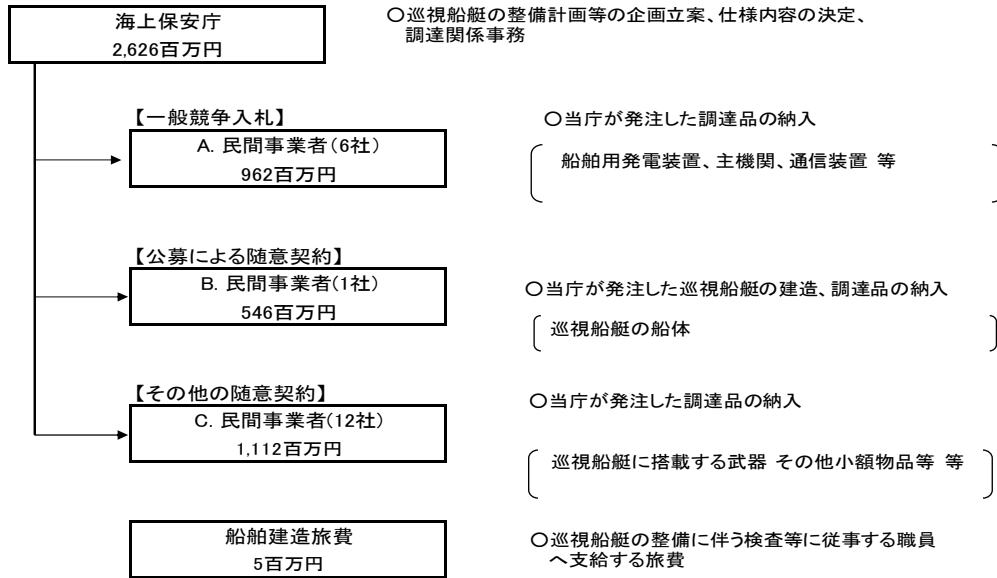 海上保安庁
2,626百万円
○巡視船艇の整備計画等の企画立案、仕様内容の決定、
調達関係事務
【一般競争入札】
A. 民間事業者(6社)
962百万円
○当庁が発注した調達品の納入
船舶用発電装置、主機関、通信装置 等
【公募による随意契約】
B. 民間事業者(1社)
546百万円
○当庁が発注した巡視船艇の建造、調達品の納入
巡視船艇の船体
【その他の随意契約】
C. 民間事業者(12社)
1,112百万円
○当庁が発注した調達品の納入
巡視船艇に搭載する武器 その他小額物品等 等
船舶建造旅費
5百万円
○巡視船艇の整備に伴う検査等に従事する職員
へ支給する旅費